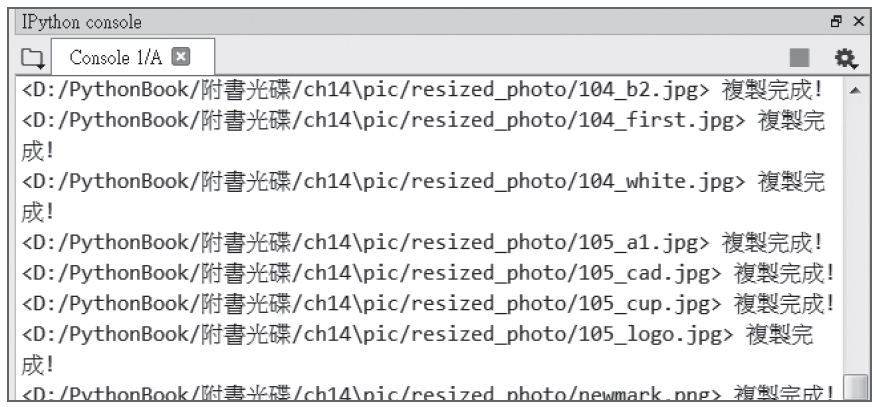 IPython console
Console 1/A
<D:/PythonBook/附書光碟/ch14\pic/resized_photo/104_b2.jpg> 複製完成!
<D:/PythonBook/附書光碟/ch14\pic/resized_photo/104_first.jpg> 複製完
成!
<D:/PythonBook/附書光碟/ch14\pic/resized_photo/104_white.jpg> 複製完
成!
<D:/PythonBook/附書光碟/ch14\pic/resized_photo/105_a1.jpg> 複製完成!
<D:/PythonBook/附書光碟/ch14\pic/resized_photo/105_cad.jpg> 複製完成!
<D:/PythonBook/附書光碟/ch14\pic/resized_photo/105_cup.jpg> 複製完成!
<D:/PythonBook/附書光碟/ch14\pic/resized_photo/105_logo.jpg> 複製完
成!
<D:/PythonBook/附書光碟/ch14\pic/resized_photo/newmark.png> 複製完成!